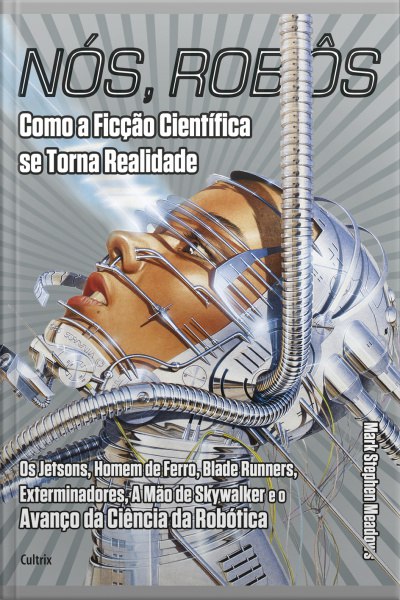 NÓS, ROBÔS
Como a Ficção Científica
se Torna Realidade
Os Jetsons, Homem de Ferro, Blade Runners,
Exterminadores, A Mão de Skywalker e o
Avanço da Ciência da Robótica
Mark Stephen Meadows
Cultrix